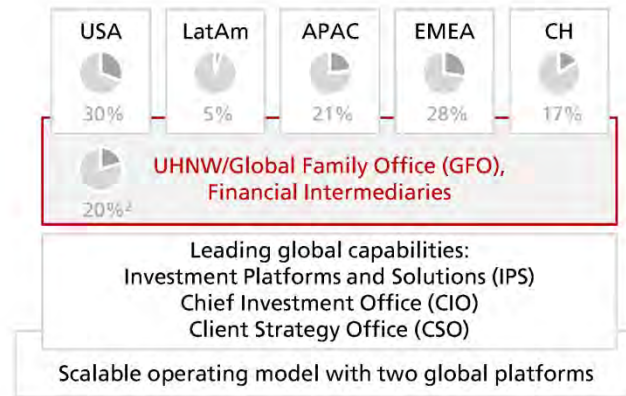 USA LatAm APAC EMEA CH
30% 5% 21% 28% 17%
UHNW/Global Family Office (GFO),
Financial Intermediaries
20%²
Leading global capabilities:
Investment Platforms and Solutions (IPS)
Chief Investment Office (CIO)
Client Strategy Office (CSO)
Scalable operating model with two global platforms